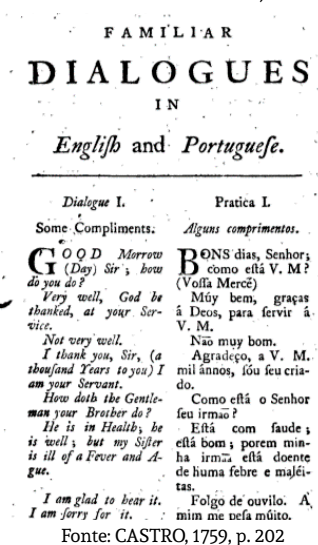 FAMILIAR
DIALOGUES
IN
Engliſh and Portugueſe.
Dialogue I.
Some Compliments.
GOOD Morrow
(Day) Sir; how
do you do?
Very well, God be
thanked, at your Ser-
vice.
Not very well.
I thank you, Sir, (a
thouſand Years to you) I
am your Servant.
How doth the Gentle-
man your Brother do?
He is in Health; he
is well; but my Siſter
is ill of a Fever and A-
gue.
I am glad to hear it.
I am ſorry for it.
Pratica I.
Alguns comprimentos.
BONS dias, Senhor;
como eſtá V. M?
(Voſſa Mercê)
Múy bem, graças
á Deos, para ſervir á
V. M.
Não muy bom.
Agradeço, a V. M.
mil ánnos, ſóu ſeu cria-
do.
Como eſtá o Senhor
ſeu irmaõ?
Eſtá com ſaude;
eſtá bom; porem min-
ha irmã eſtá doente
de huma febre e maléi-
tas.
Folgo de ouvilo. A
mim me peſa múito.
Fonte: CASTRO, 1759, p. 202